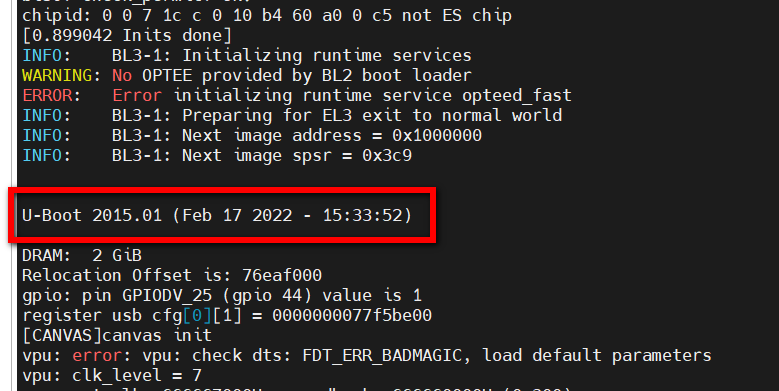 chipid: 0 0 7 1c c 0 10 b4 60 a0 0 c5 not ES chip
[0.899042 Inits done]
INFO:    BL3-1: Initializing runtime services
WARNING: No OPTEE provided by BL2 boot loader
ERROR:   Error initializing runtime service opteed_fast
INFO:    BL3-1: Preparing for EL3 exit to normal world
INFO:    BL3-1: Next image address = 0x1000000
INFO:    BL3-1: Next image spsr = 0x3c9
U-Boot 2015.01 (Feb 17 2022 - 15:33:52)
DRAM:  2 GiB
Relocation Offset is: 76eaf000
gpio: pin GPIODV_25 (gpio 44) value is 1
register usb cfg[0][1] = 0000000077f5be00
[CANVAS]canvas init
vpu: error: vpu: check dts: FDT_ERR_BADMAGIC, load default parameters
vpu: clk_level = 7